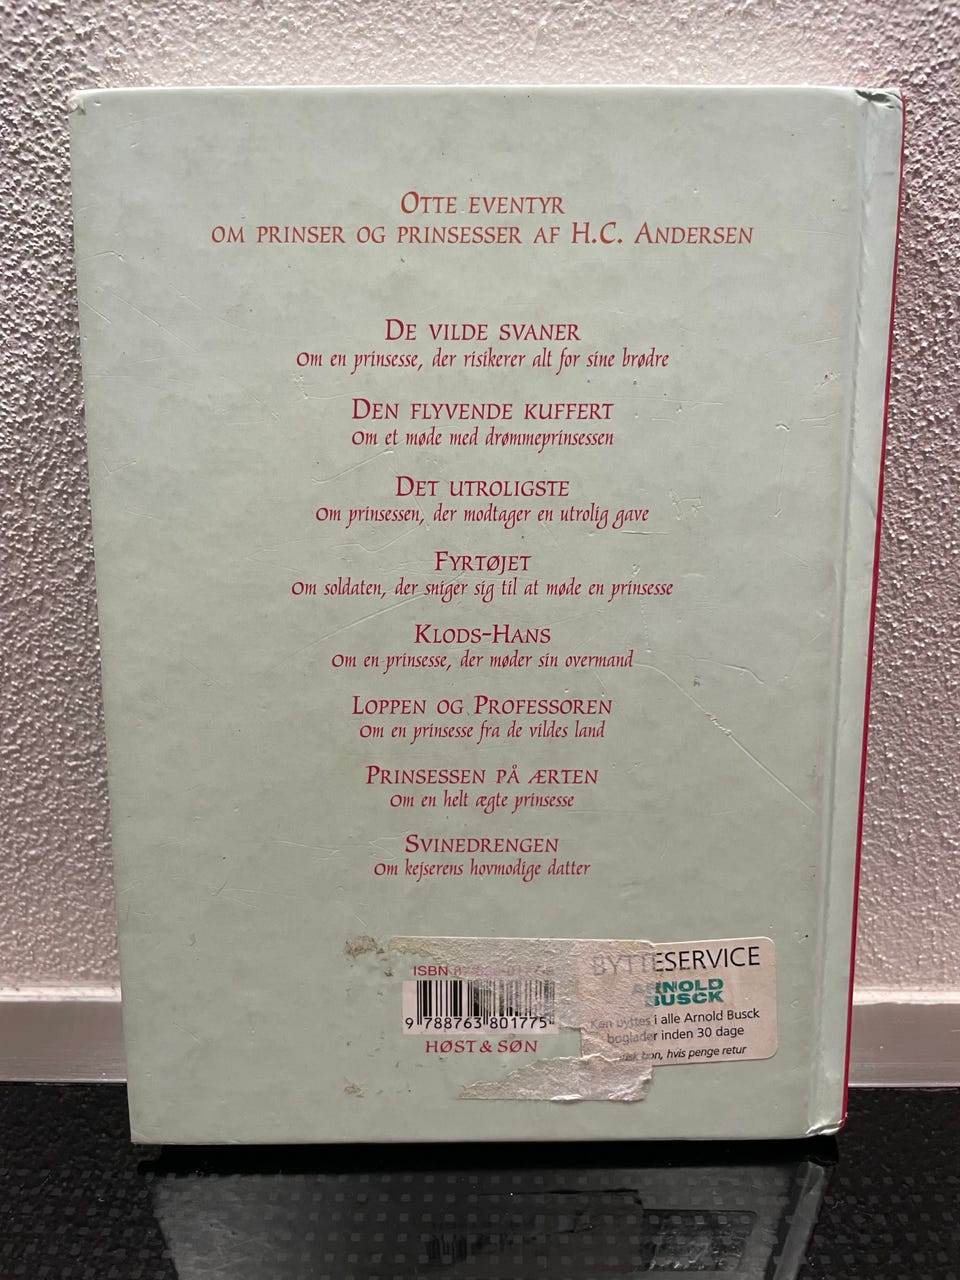 OTTE EVENTYR
OM PRINSER OG PRINSESSER AF H.C. ANDERSEN
DE VILDE SVANER
Om en prinsesse, der risikerer alt for sine brødre
DEN FLYVENDE KUFFERT
Om et møde med drømmeprinsessen
DET UTROLIGSTE
Om prinsessen, der modtager en utrolig gave
FYRTØJET
Om soldaten, der sniger sig til at møde en prinsesse
KLODS-HANS
Om en prinsesse, der møder sin overmand
LOPPEN OG PROFESSOREN
Om en prinsesse fra de vildes land
PRINSESSEN PÅ ÆRTEN
Om en helt ægte prinsesse
SVINEDRENGEN
Om kejserens hovmodige datter
ISBN
9 788763 801775
HØST & SØN
BYTTESERVICE
ARNOLD
BUSCK
Kan byttes i alle Arnold Busck
boglader inden 30 dage
bon, hvis penge retur